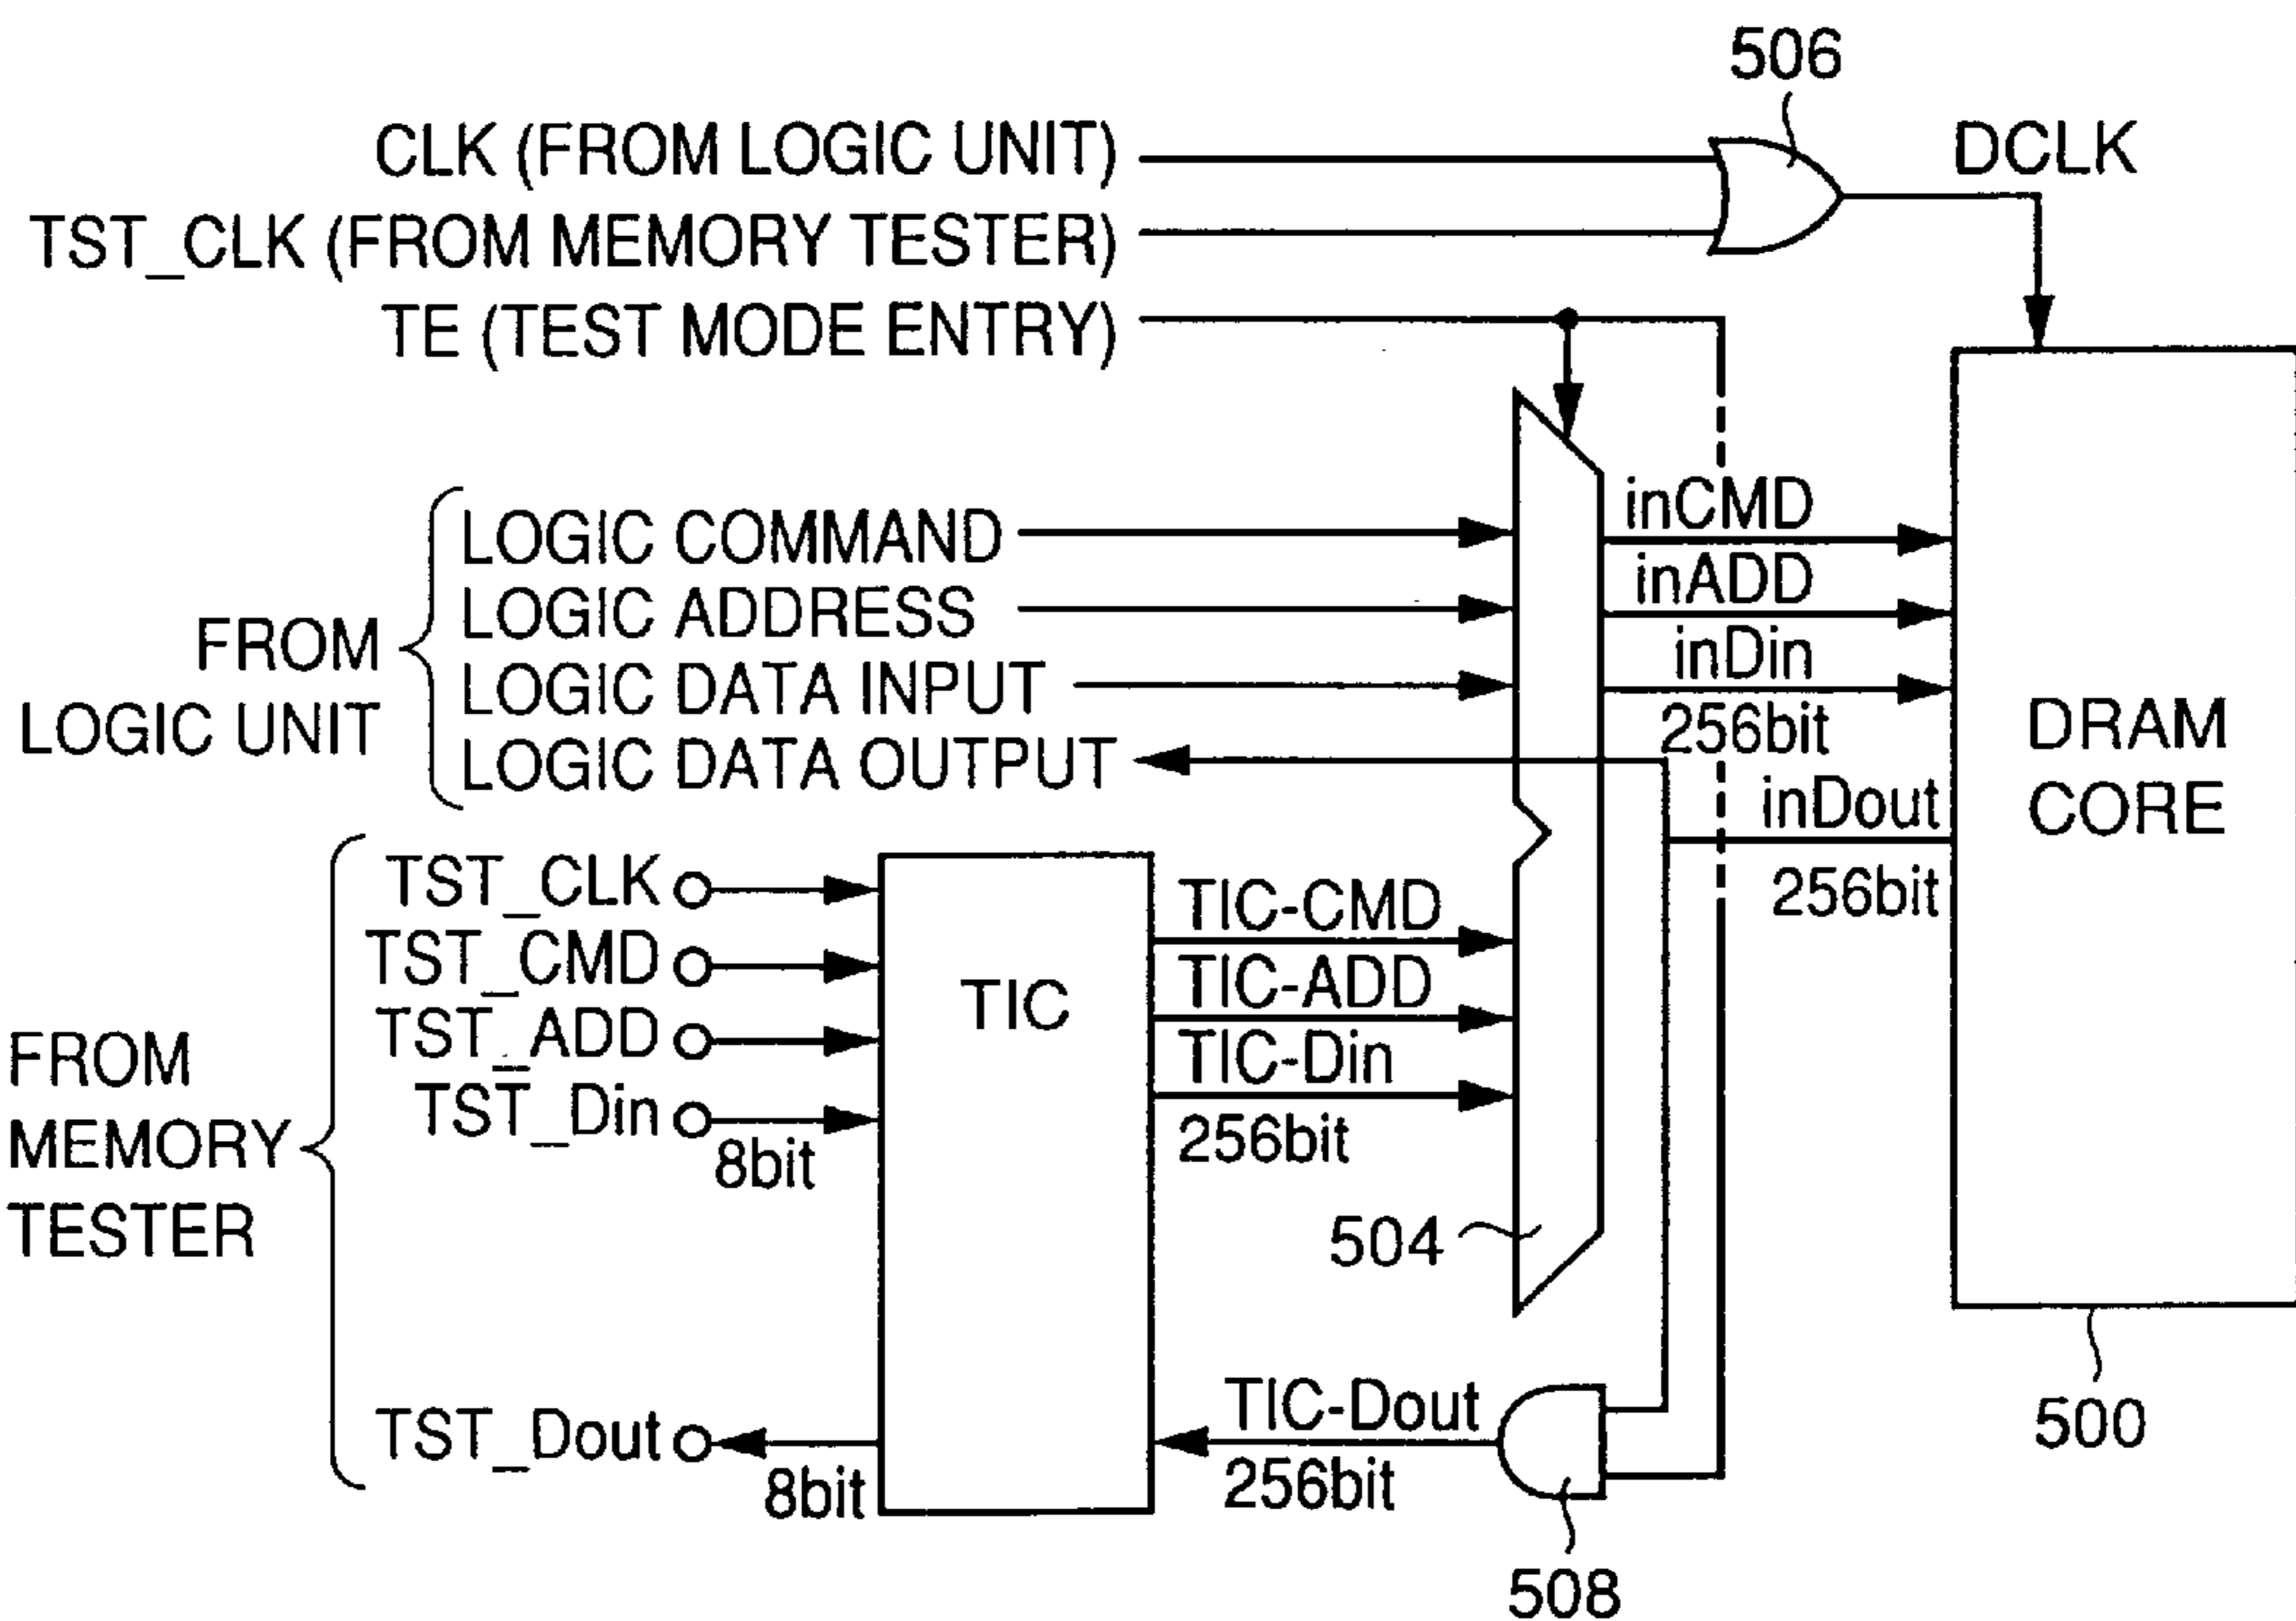 506
CLK (FROM LOGIC UNIT)
DCLK
TST_CLK (FROM MEMORY TESTER)
TE (TEST MODE ENTRY)
inCMD
LOGIC COMMAND
inADD
LOGIC ADDRESS
FROM
LOGIC UNIT
inDin
LOGIC DATA INPUT
256bit
LOGIC DATA OUTPUT
DRAM
CORE
inDout
256bit
TST_CLK
TIC-CMD
TST_CMD
TIC
TIC-ADD
TST_ADD
FROM
MEMORY
TESTER
TIC-Din
TST_Din
256bit
8bit
504
TIC-Dout
TST_Dout
500
256bit
8bit
508